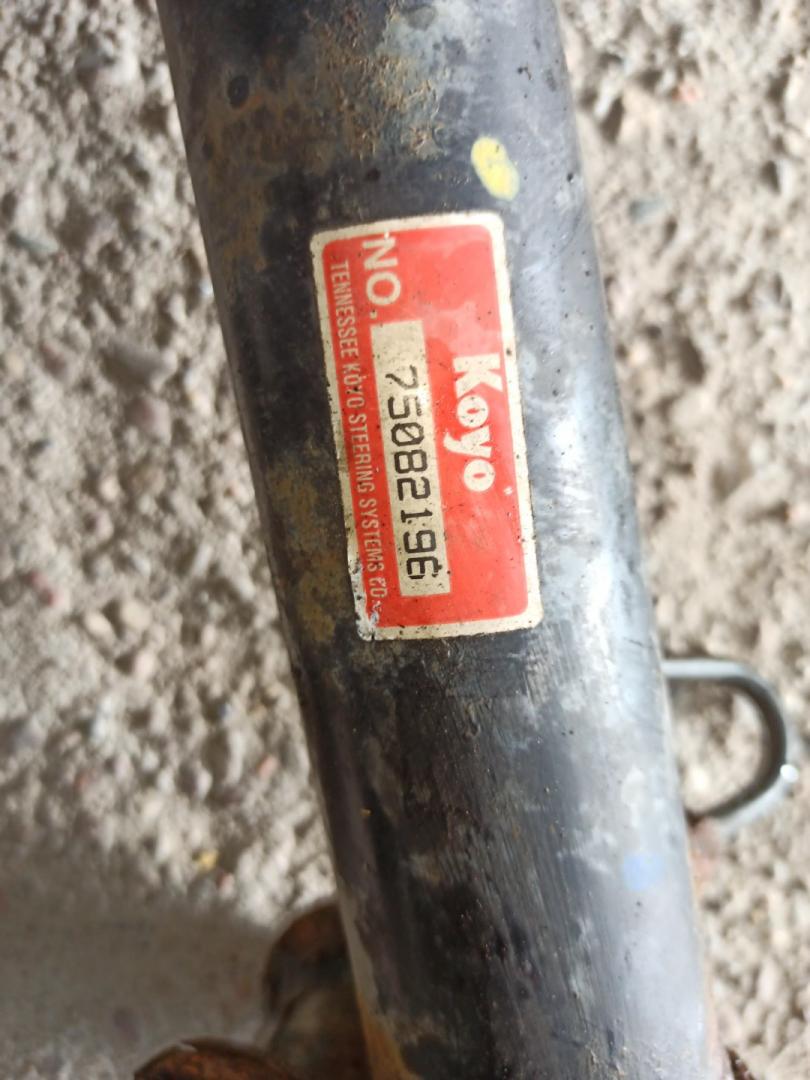 Koyo
NO. 75082196
TENNESSEE KOYO STEERING SYSTEMS CO.